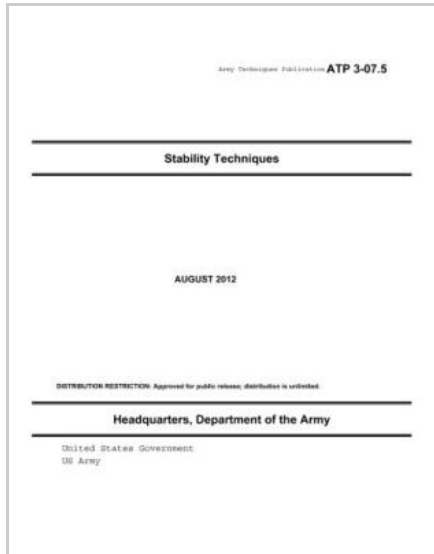 Army Techniques Publication ATP 3-07.5
Stability Techniques
AUGUST 2012
DISTRIBUTION RESTRICTION: Approved for public release; distribution is unlimited.
Headquarters, Department of the Army
United States Government
US Army